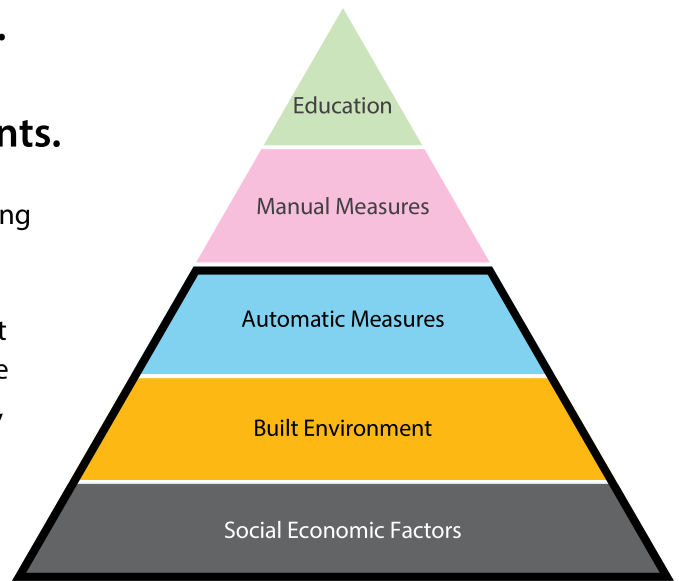 .
nts.
ng
t
e
,
Education
Manual Measures
Automatic Measures
Built Environment
Social Economic Factors